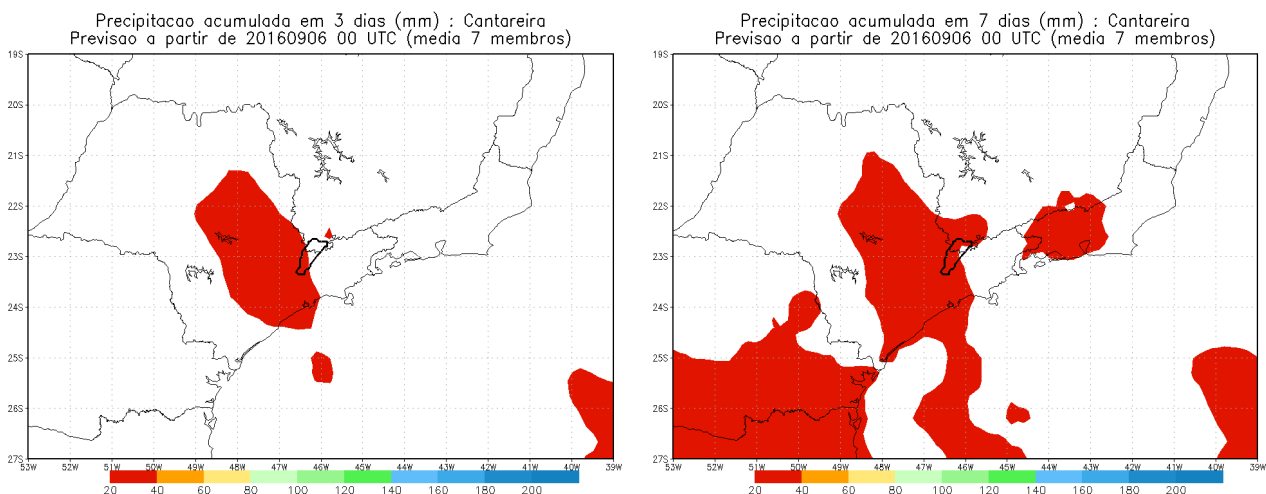 Precipitacao acumulada em 3 dias (mm) : Cantareira
Previsao a partir de 20160906 00 UTC (media 7 membros)
19S
20S
21S
22S
23S
24S
25S
26S
27S
53W 52W 51W 50W 49W 48W 47W 46W 45W 44W 43W 42W 41W 40W 39W
20 40 60 80 100 120 140 160 180 200
Precipitacao acumulada em 7 dias (mm) : Cantareira
Previsao a partir de 20160906 00 UTC (media 7 membros)
19S
20S
21S
22S
23S
24S
25S
26S
27S
53W 52W 51W 50W 49W 48W 47W 46W 45W 44W 43W 42W 41W 40W 39W
20 40 60 80 100 120 140 160 180 200